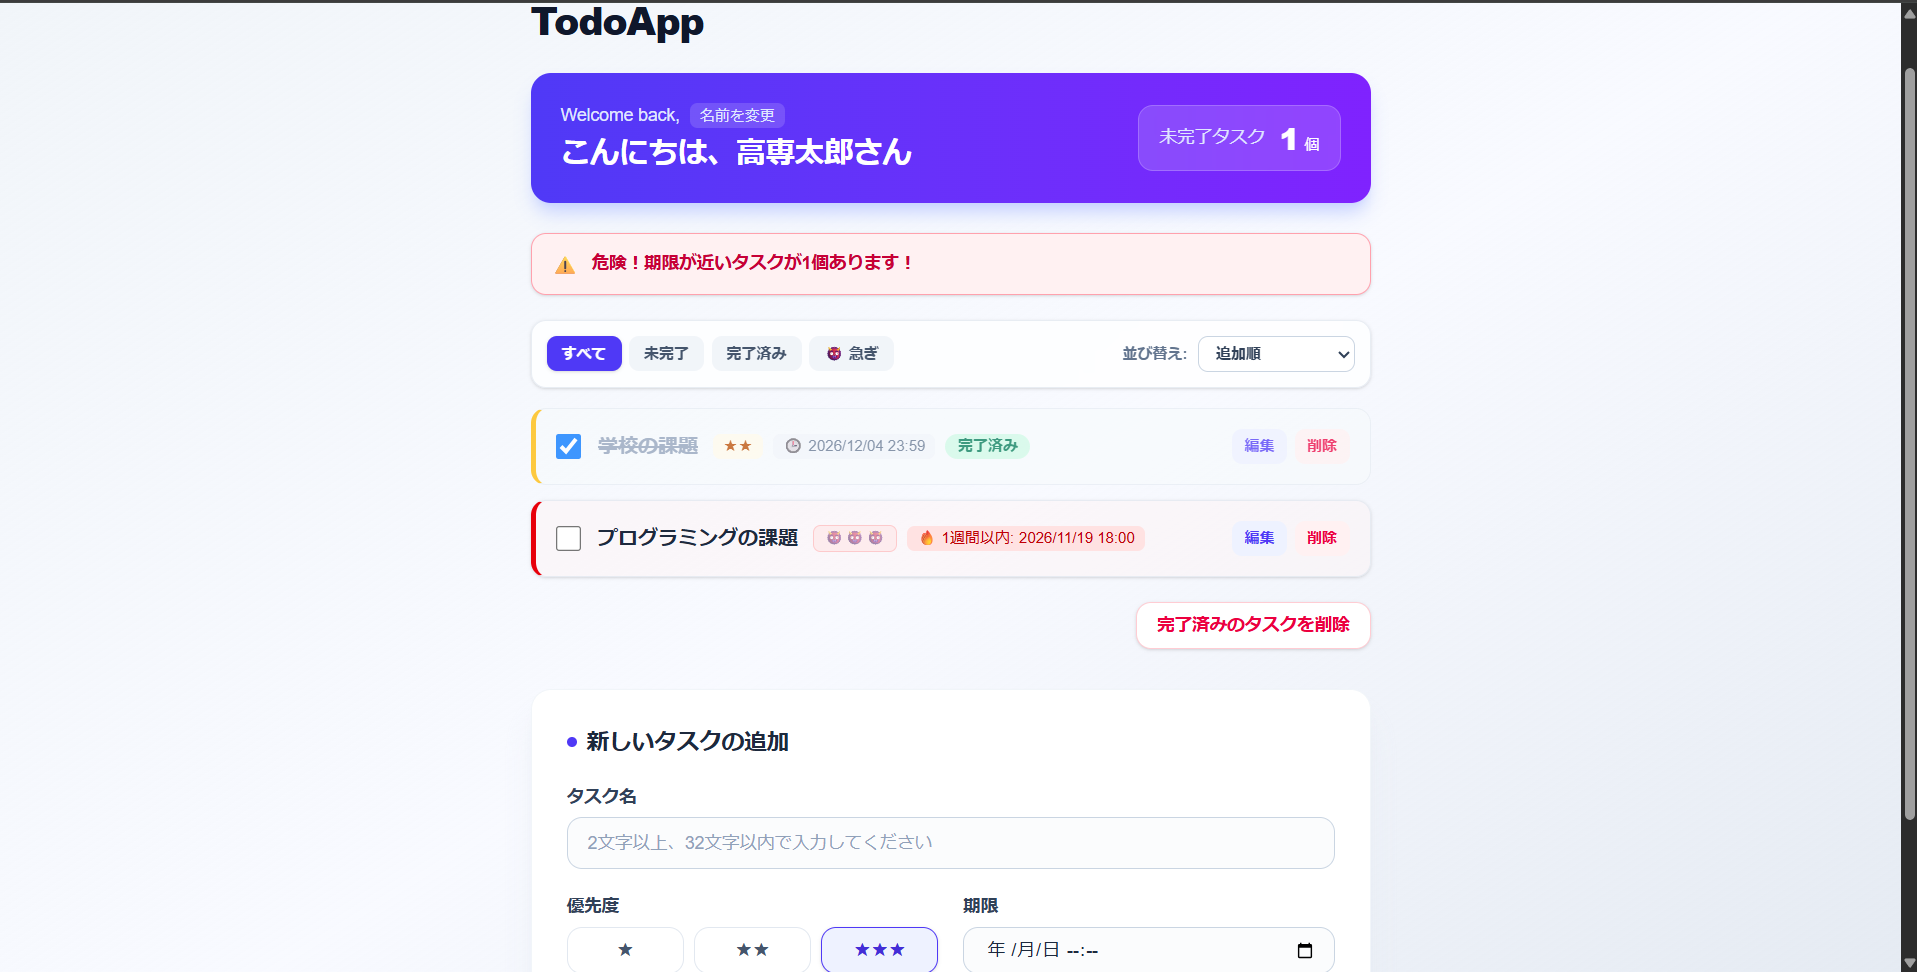 TodoApp
Welcome back, 名前を変更
こんにちは、高専太郎さん
未完了タスク 1 個
危険！期限が近いタスクが1個あります！
すべて 未完了 完了済み 急ぎ 並び替え: 追加順
学校の課題 ★★ 2026/12/04 23:59 完了済み 編集 削除
プログラミングの課題 1週間以内: 2026/11/19 18:00 編集 削除
完了済みのタスクを削除
新しいタスクの追加
タスク名
2文字以上、32文字以内で入力してください
優先度 期限
★ ★★ ★★★ 年 /月/日 --:--